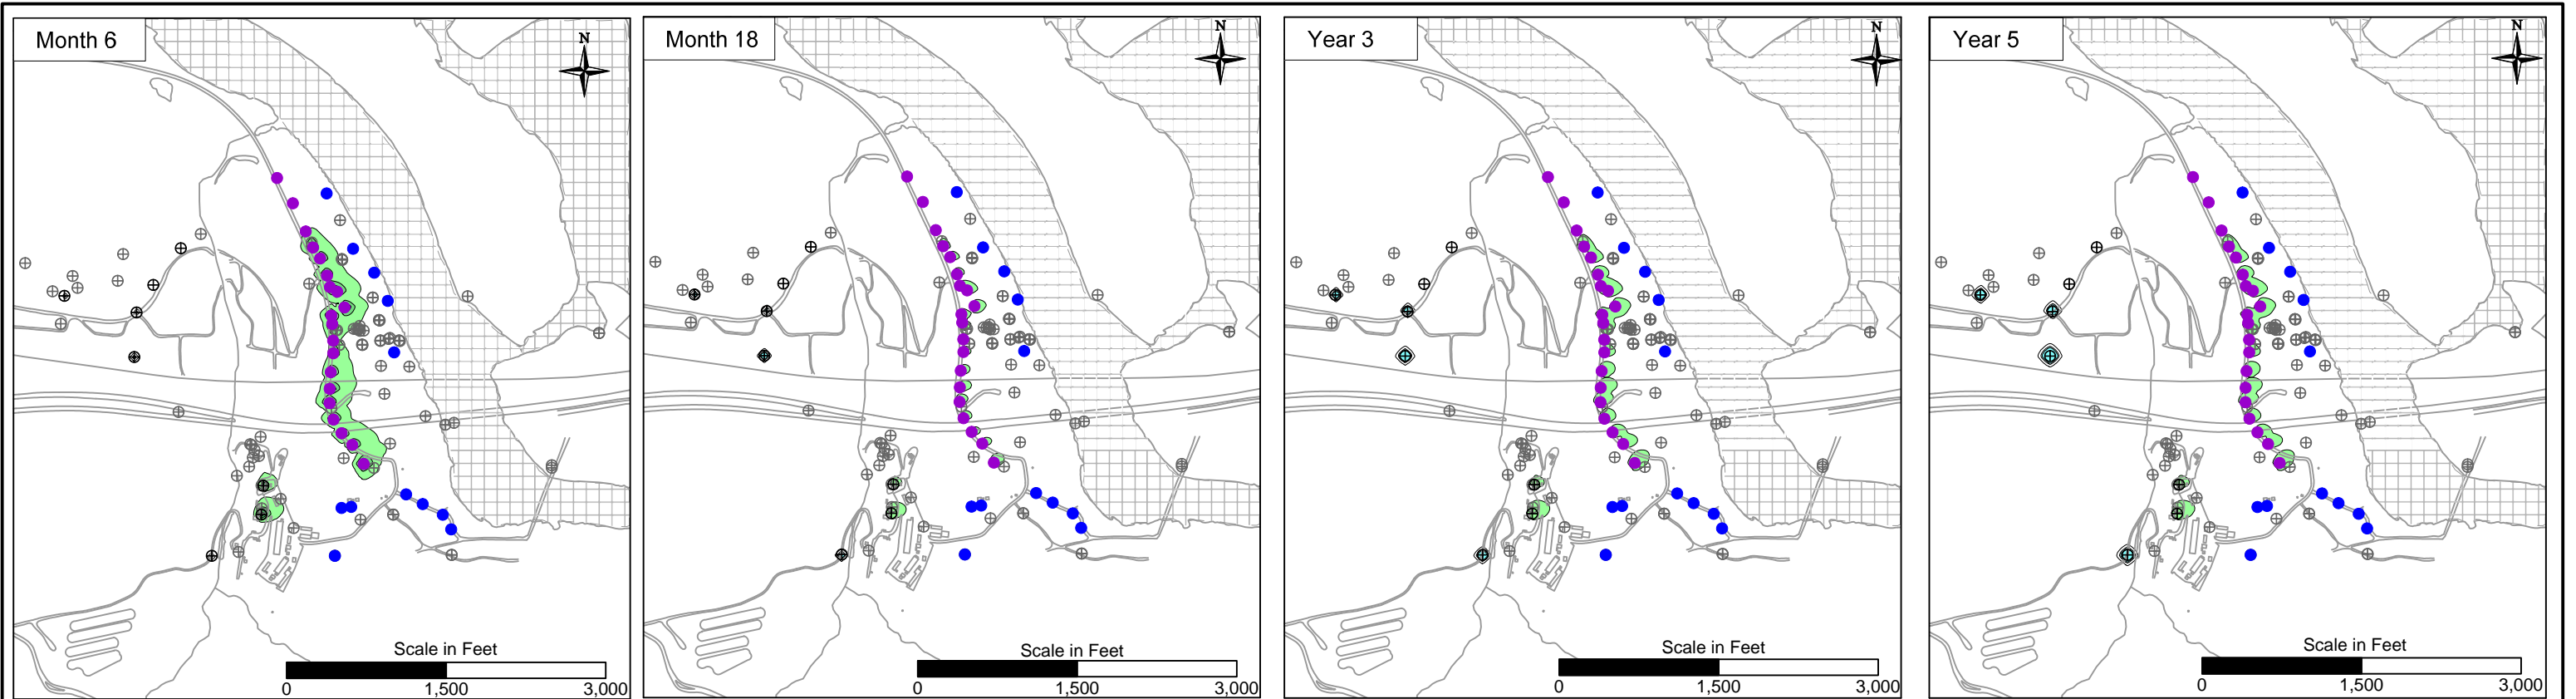 Month 6
N
Scale in Feet
0 1,500 3,000
Month 18
N
Scale in Feet
0 1,500 3,000
Year 3
N
Scale in Feet
0 1,500 3,000
Year 5
N
Scale in Feet
0 1,500 3,000